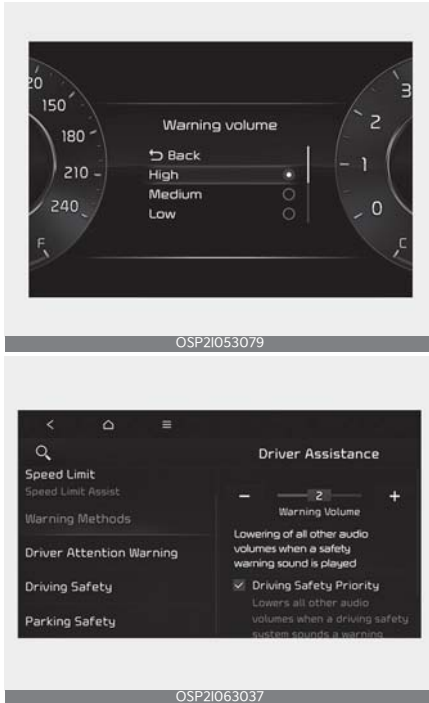 20
150
180
210
240
F
Warning volume
Back
High
Medium
Low
3
2
1
0
C
OSP2I053079
Driver Assistance
Speed Limit
Speed Limit Assist
Warning Methods
Driver Attention Warning
Driving Safety
Parking Safety
- 2 +
Warning Volume
Lowering of all other audio
volumes when a safety
warning sound is played
Driving Safety Priority
Lowers all other audio
volumes when a driving safety
system sounds a warning
OSP2I063037